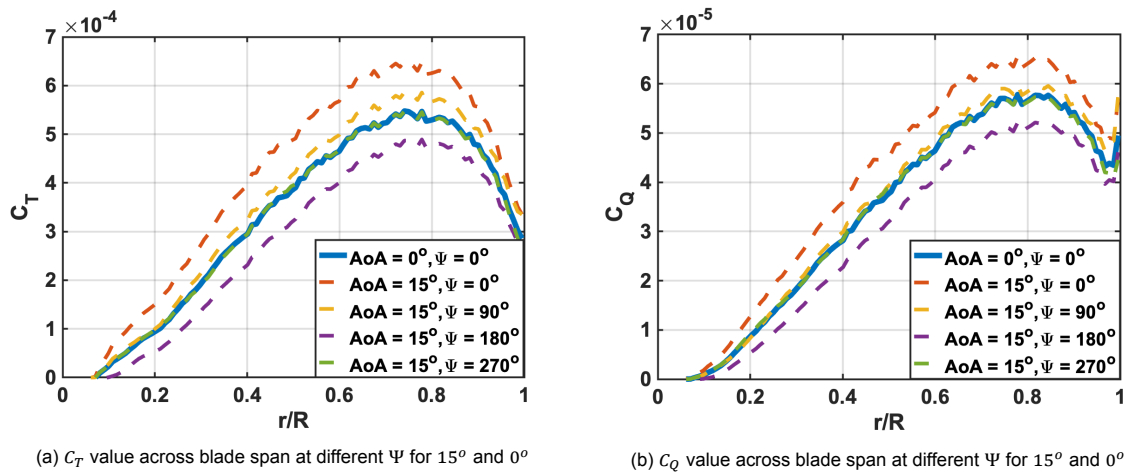 ×10⁻⁴
7
6
5
4
3
2
1
0
C_T
0 0.2 0.4 0.6 0.8 1
r/R
AoA = 0°, Ψ = 0°
AoA = 15°, Ψ = 0°
AoA = 15°, Ψ = 90°
AoA = 15°, Ψ = 180°
AoA = 15°, Ψ = 270°
(a) C_T value across blade span at different Ψ for 15° and 0°
×10⁻⁵
7
6
5
4
3
2
1
0
C_Q
0 0.2 0.4 0.6 0.8 1
r/R
AoA = 0°, Ψ = 0°
AoA = 15°, Ψ = 0°
AoA = 15°, Ψ = 90°
AoA = 15°, Ψ = 180°
AoA = 15°, Ψ = 270°
(b) C_Q value across blade span at different Ψ for 15° and 0°